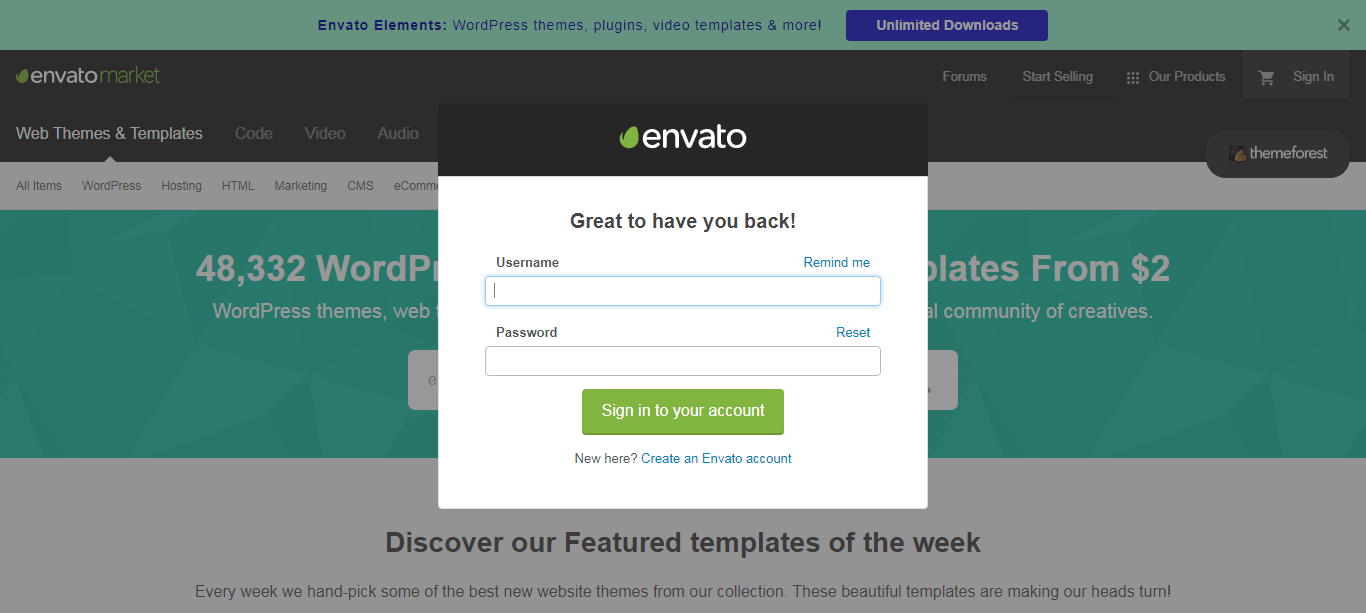 Envato Elements: WordPress themes, plugins, video templates & more!
Unlimited Downloads
envatomarket
Forums
Start Selling
Our Products
Sign In
Web Themes & Templates
Code
Video
Audio
themeforest
All Items
WordPress
Hosting
HTML
Marketing
CMS
eComme
envato
Great to have you back!
Username
Remind me
Password
Reset
Sign in to your account
New here? Create an Envato account
48,332 WordP
plates From $2
WordPress themes, web
al community of creatives.
Discover our Featured templates of the week
Every week we hand-pick some of the best new website themes from our collection. These beautiful templates are making our heads turn!